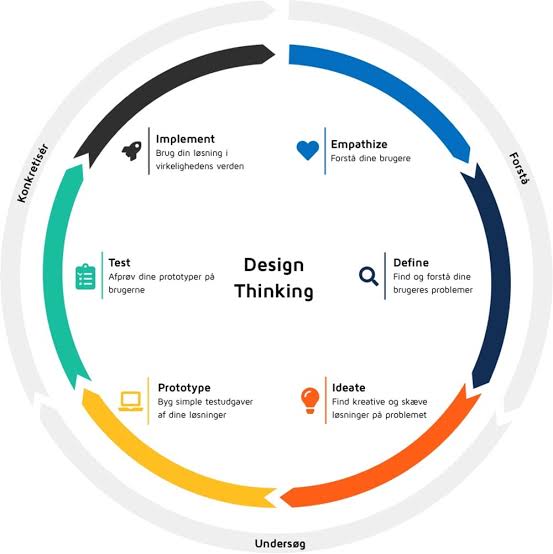 Implement
Brug din løsning i
virkelighedens verden
Empathize
Forstå dine brugere
Konkretisér
Forstå
Test
Afprøv dine prototyper på
brugerne
Design
Thinking
Define
Find og forstå dine
brugeres problemer
Prototype
Byg simple testudgaver
af dine løsninger
Ideate
Find kreative og skæve
løsninger på problemet
Undersøg